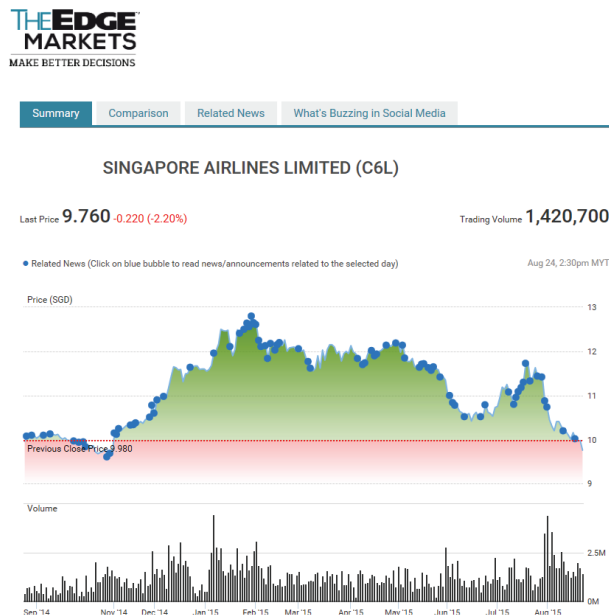 THEEDGE
MARKETS
MAKE BETTER DECISIONS
Summary Comparison Related News What's Buzzing in Social Media
SINGAPORE AIRLINES LIMITED (C6L)
Last Price 9.760 -0.220 (-2.20%) Trading Volume 1,420,700
Related News (Click on blue bubble to read news/announcements related to the selected day) Aug 24, 2:30pm MYT
Price (SGD)
13
12
11
10
Previous Close Price 9.980
9
Volume
2.5M
0M
Sep '14 Nov '14 Dec '14 Jan '15 Feb '15 Mar '15 Apr '15 May '15 Jun '15 Jul '15 Aug '15